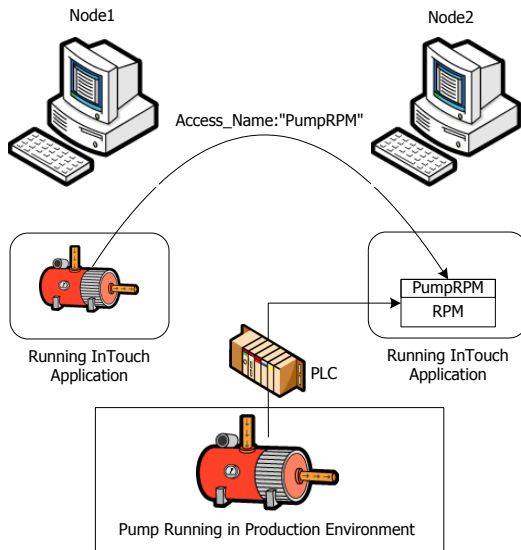 Node1
Node2
Access_Name:"PumpRPM"
PumpRPM
RPM
Running InTouch
Application
Running InTouch
Application
PLC
Pump Running in Production Environment